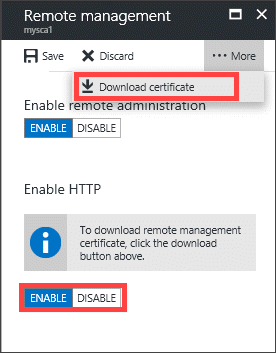 Remote management
mysca1
Save
Discard
More
Download certificate
Enable remote administration
ENABLE DISABLE
Enable HTTP
To download remote management
certificate, click the download
button above.
ENABLE DISABLE